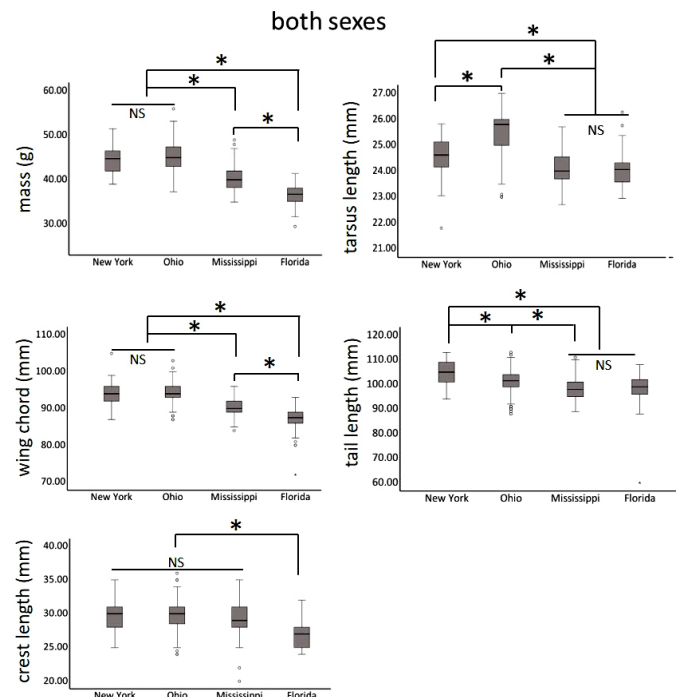 both sexes
*
*
NS
*
mass (g)
60.00
50.00
40.00
30.00
New York Ohio Mississippi Florida
*
*
*
NS
tarsus length (mm)
27.00
26.00
25.00
24.00
23.00
22.00
21.00
New York Ohio Mississippi Florida
*
*
NS
*
wing chord (mm)
110.00
100.00
90.00
80.00
70.00
New York Ohio Mississippi Florida
*
*
*
NS
tail length (mm)
120.00
110.00
100.00
90.00
80.00
70.00
60.00
New York Ohio Mississippi Florida
*
NS
crest length (mm)
40.00
35.00
30.00
25.00
20.00
New York Ohio Mississippi Florida